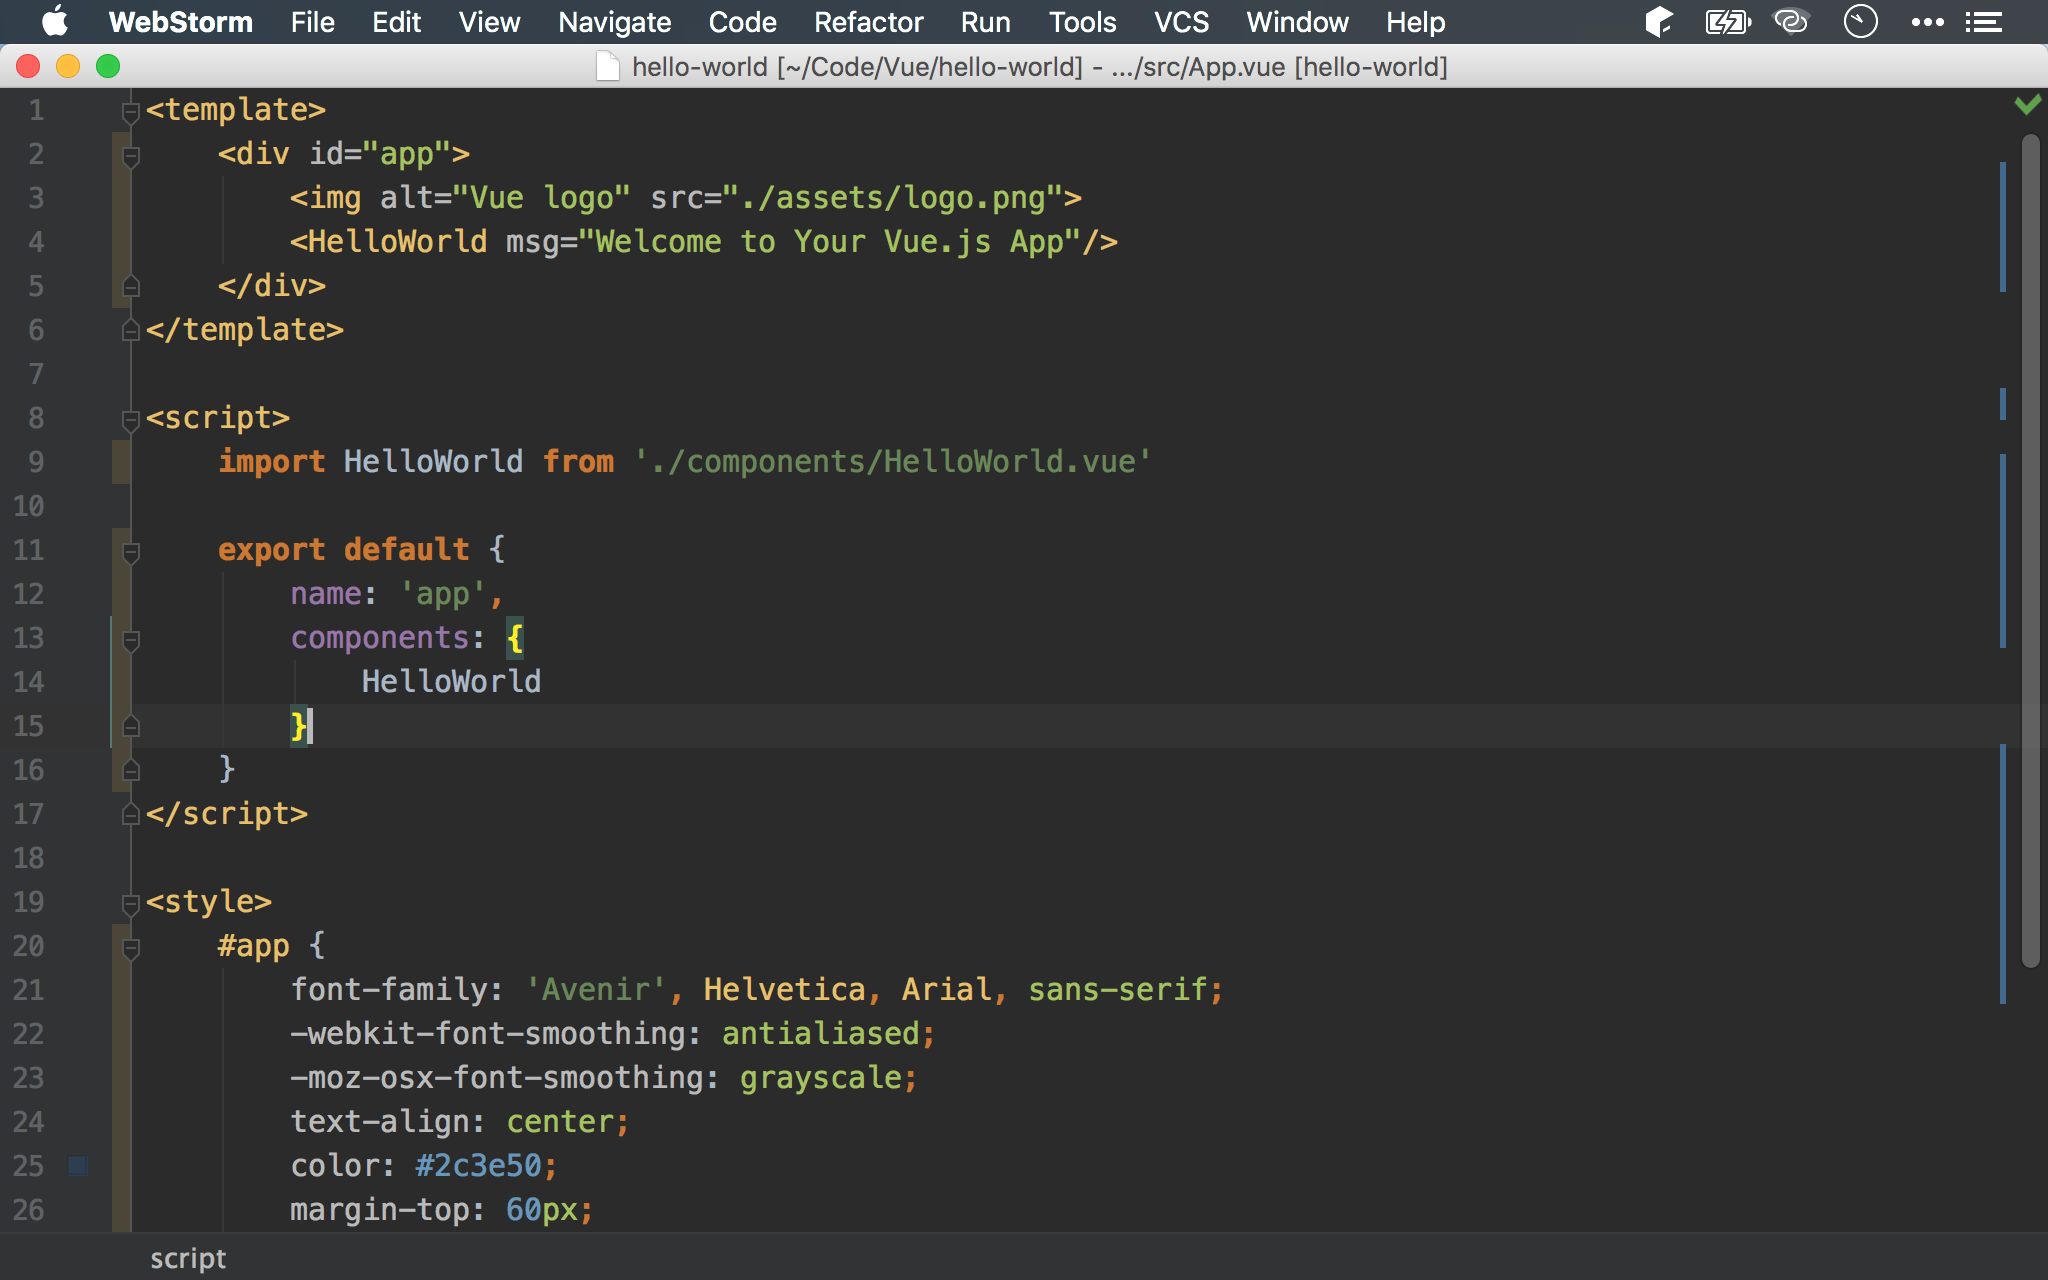 WebStorm File Edit View Navigate Code Refactor Run Tools VCS Window Help
hello-world [~/Code/Vue/hello-world] - .../src/App.vue [hello-world]
1 <template>
2     <div id="app">
3         <img alt="Vue logo" src="./assets/logo.png">
4         <HelloWorld msg="Welcome to Your Vue.js App"/>
5     </div>
6 </template>
7
8 <script>
9     import HelloWorld from './components/HelloWorld.vue'
10
11     export default {
12         name: 'app',
13         components: {
14             HelloWorld
15         }
16     }
17 </script>
18
19 <style>
20     #app {
21         font-family: 'Avenir', Helvetica, Arial, sans-serif;
22         -webkit-font-smoothing: antialiased;
23         -moz-osx-font-smoothing: grayscale;
24         text-align: center;
25         color: #2c3e50;
26         margin-top: 60px;
script